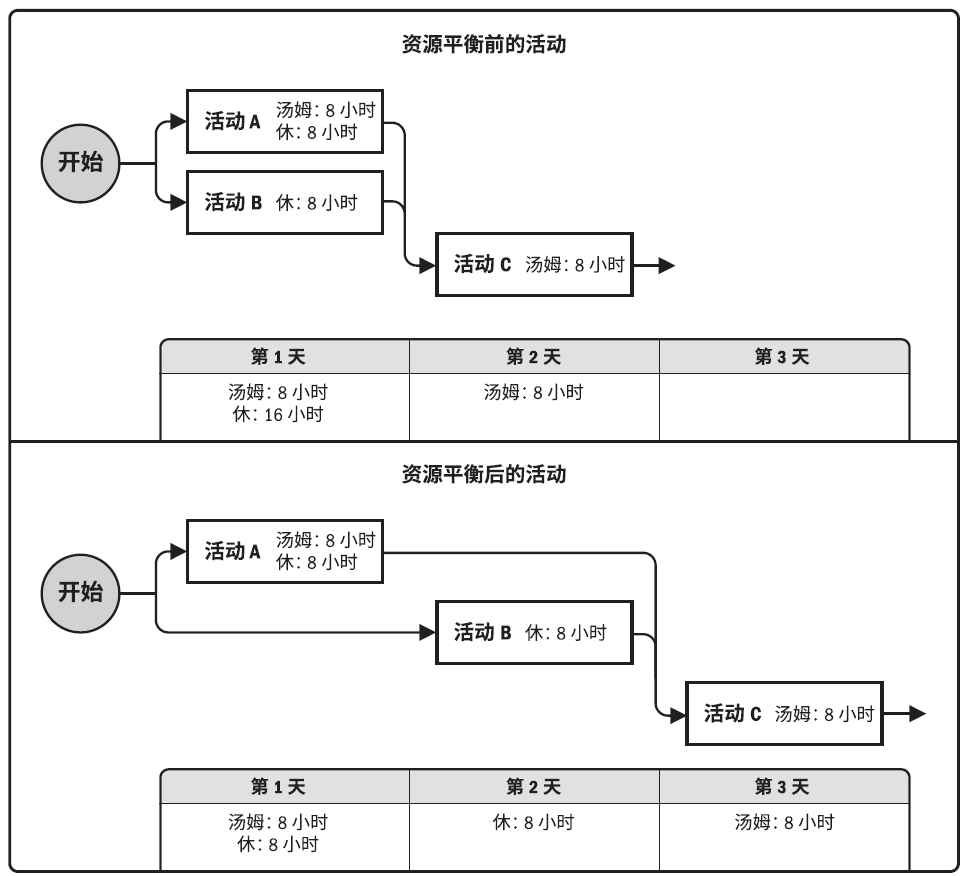 资源平衡前的活动
开始
活动 A
汤姆：8 小时
休：8 小时
活动 B 休：8 小时
活动 C 汤姆：8 小时
第 1 天 第 2 天 第 3 天
汤姆：8 小时 汤姆：8 小时
休：16 小时
资源平衡后的活动
开始
活动 A
汤姆：8 小时
休：8 小时
活动 B 休：8 小时
活动 C 汤姆：8 小时
第 1 天 第 2 天 第 3 天
汤姆：8 小时 休：8 小时 汤姆：8 小时
休：8 小时